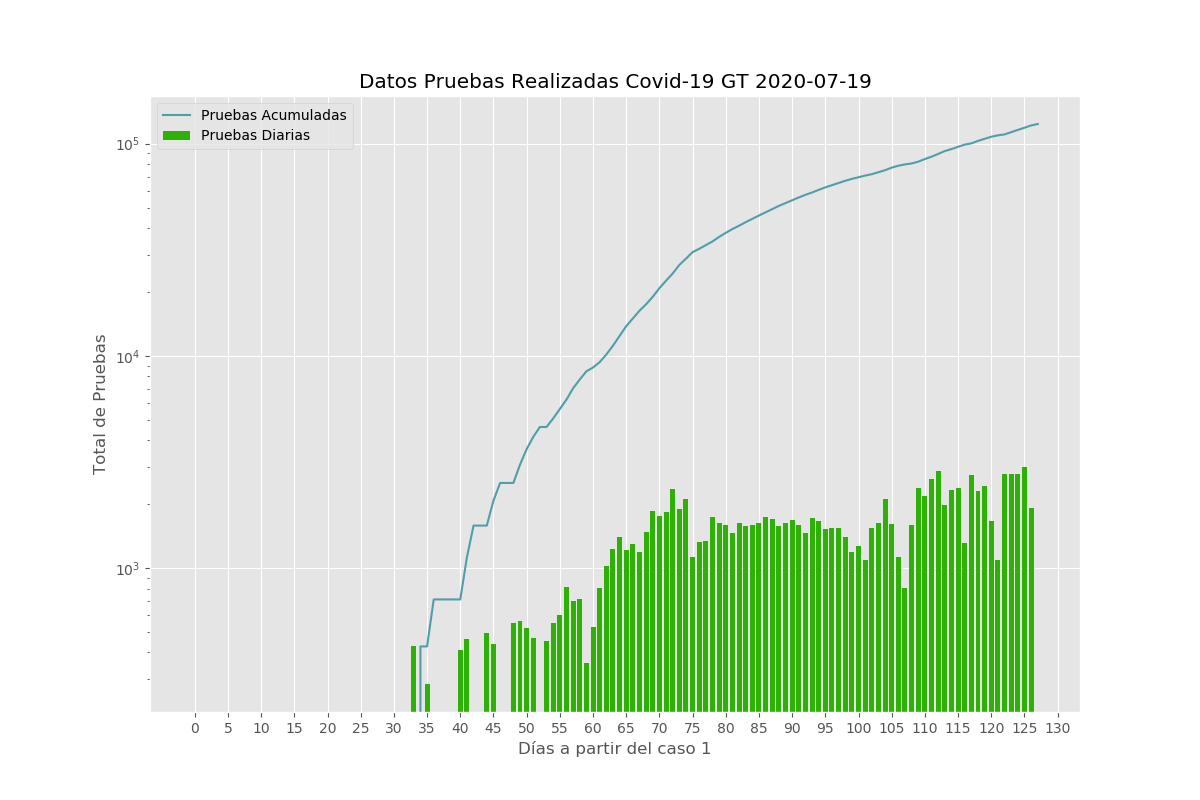 Datos Pruebas Realizadas Covid-19 GT 2020-07-19
Pruebas Acumuladas
Pruebas Diarias
10^5
10^4
10^3
Total de Pruebas
0 5 10 15 20 25 30 35 40 45 50 55 60 65 70 75 80 85 90 95 100 105 110 115 120 125 130
Días a partir del caso 1